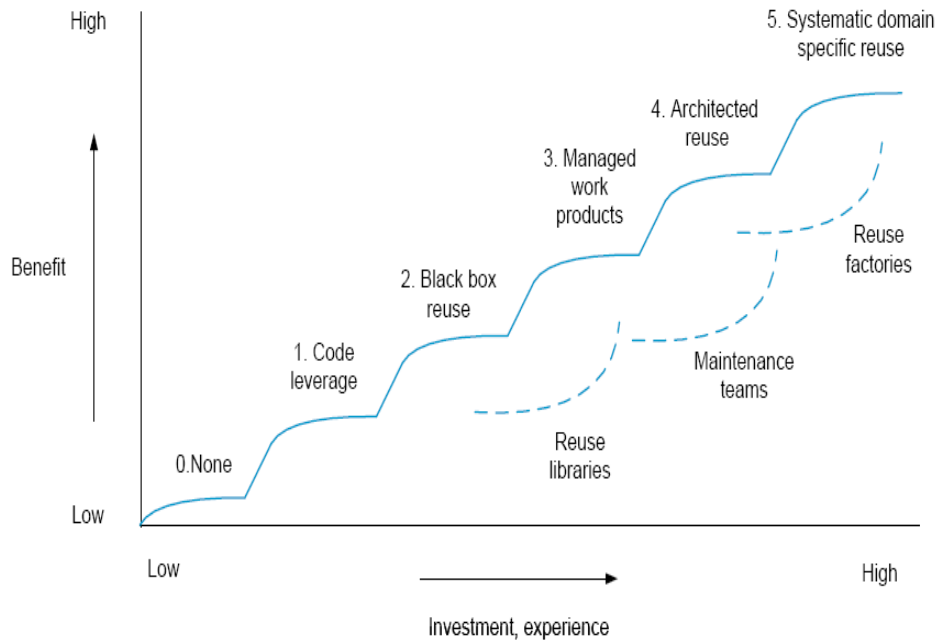 High
5. Systematic domain
specific reuse
4. Architected
reuse
3. Managed
work
products
Benefit
2. Black box
reuse
Reuse
factories
1. Code
leverage
Maintenance
teams
0.None
Reuse
libraries
Low
Low
High
Investment, experience